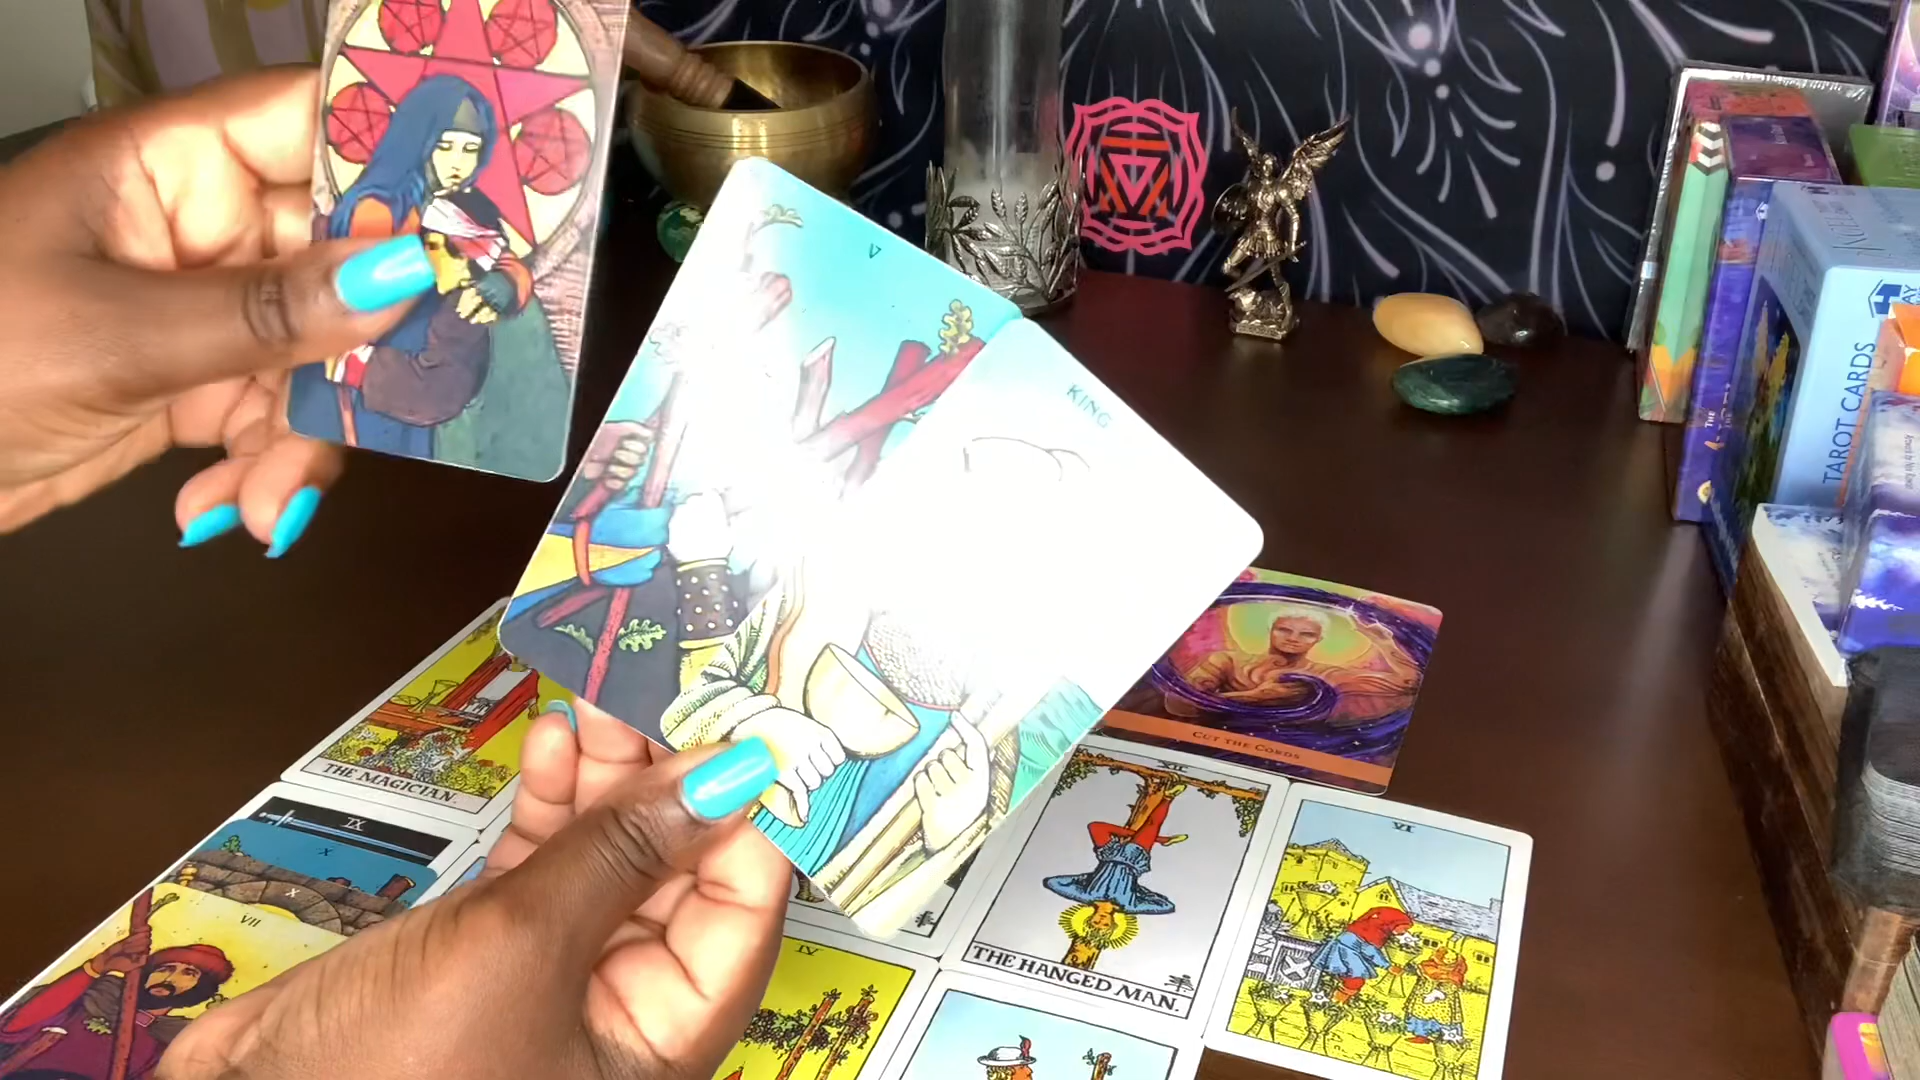 V
KING
CUT THE CORDS
THE MAGICIAN.
IX
X
X
VII
XII
THE HANGED MAN.
VI
IV
TAROT CARDS